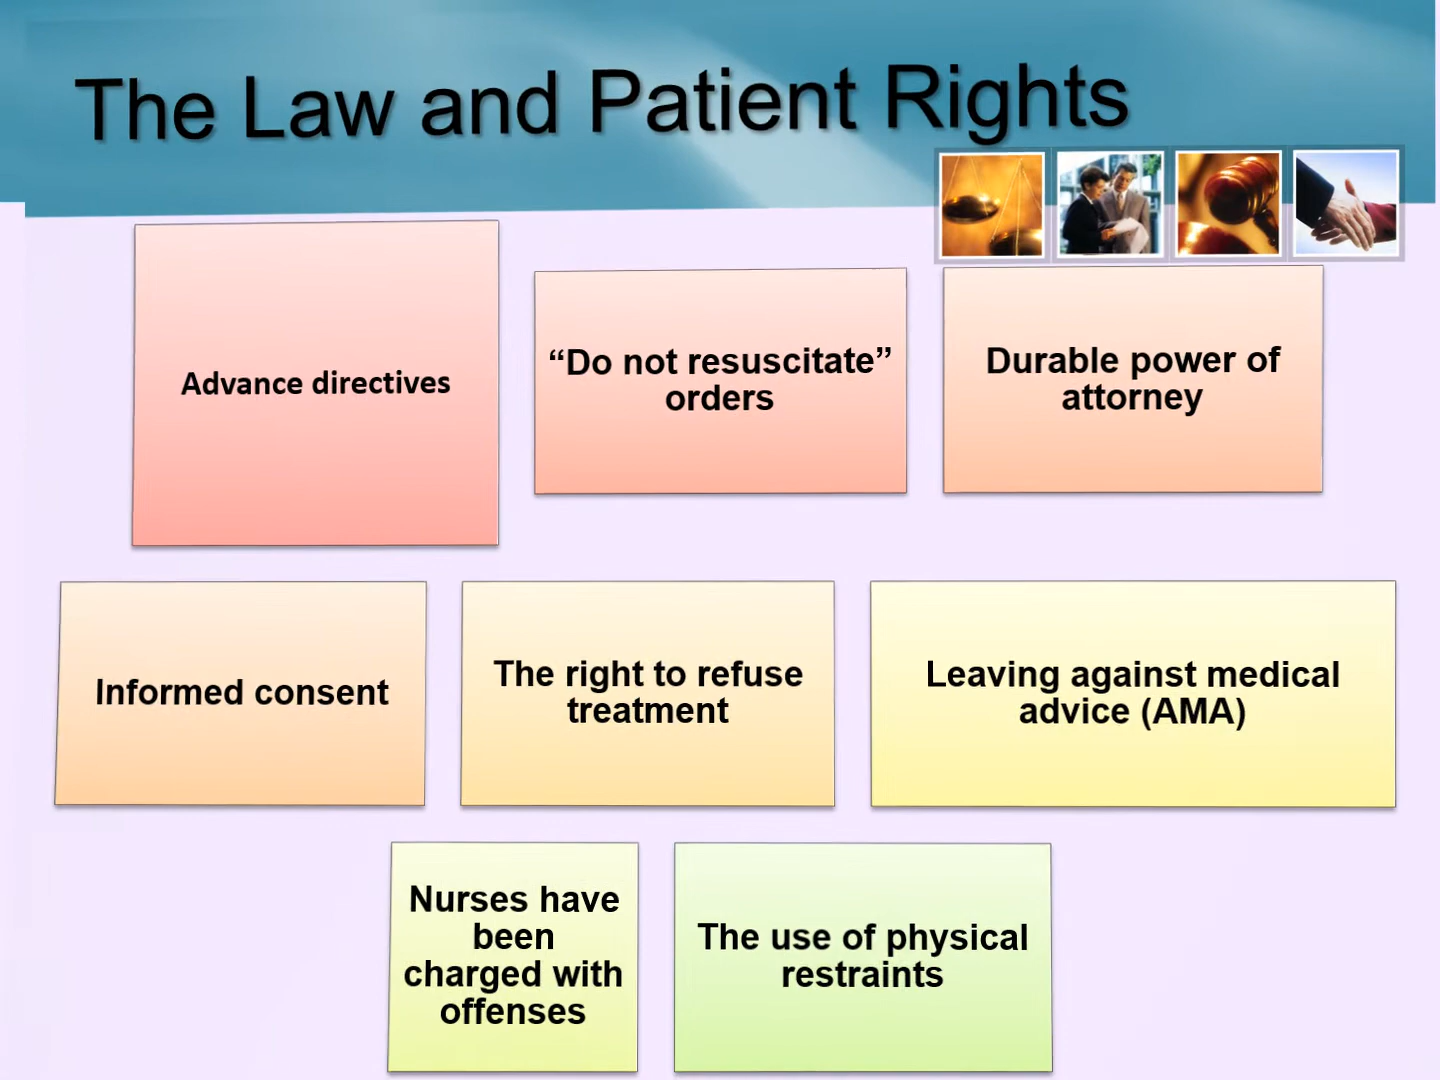 The Law and Patient Rights
Advance directives
“Do not resuscitate”
orders
Durable power of
attorney
Informed consent
The right to refuse
treatment
Leaving against medical
advice (AMA)
Nurses have
been
charged with
offenses
The use of physical
restraints